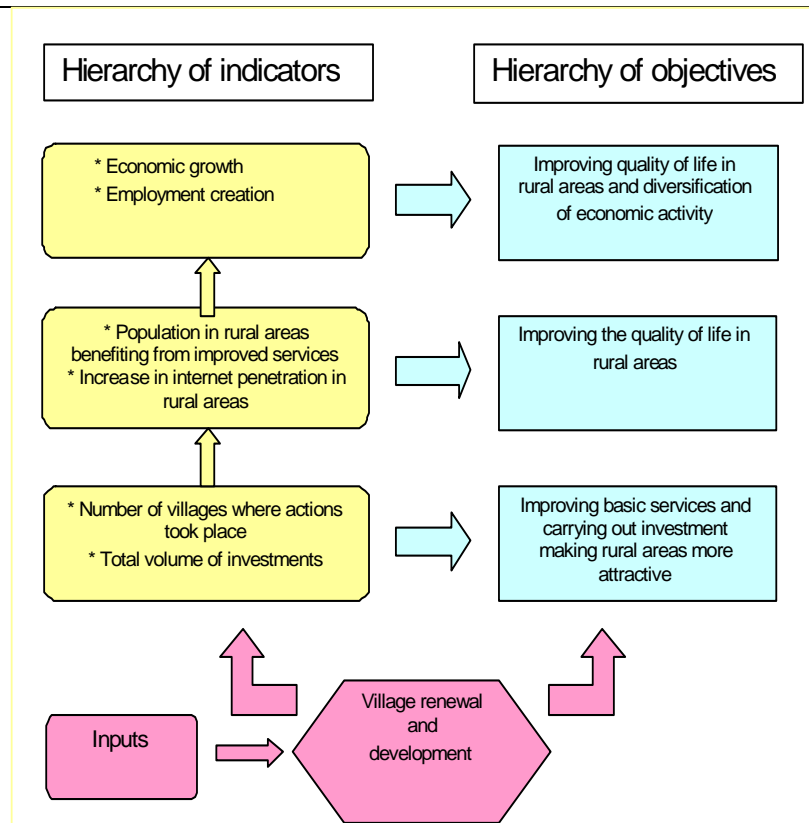 Hierarchy of indicators
Hierarchy of objectives
* Economic growth
* Employment creation
Improving quality of life in
rural areas and diversification
of economic activity
* Population in rural areas
benefiting from improved services
* Increase in internet penetration in
rural areas
Improving the quality of life in
rural areas
* Number of villages where actions
took place
* Total volume of investments
Improving basic services and
carrying out investment
making rural areas more
attractive
Inputs
Village renewal
and
development